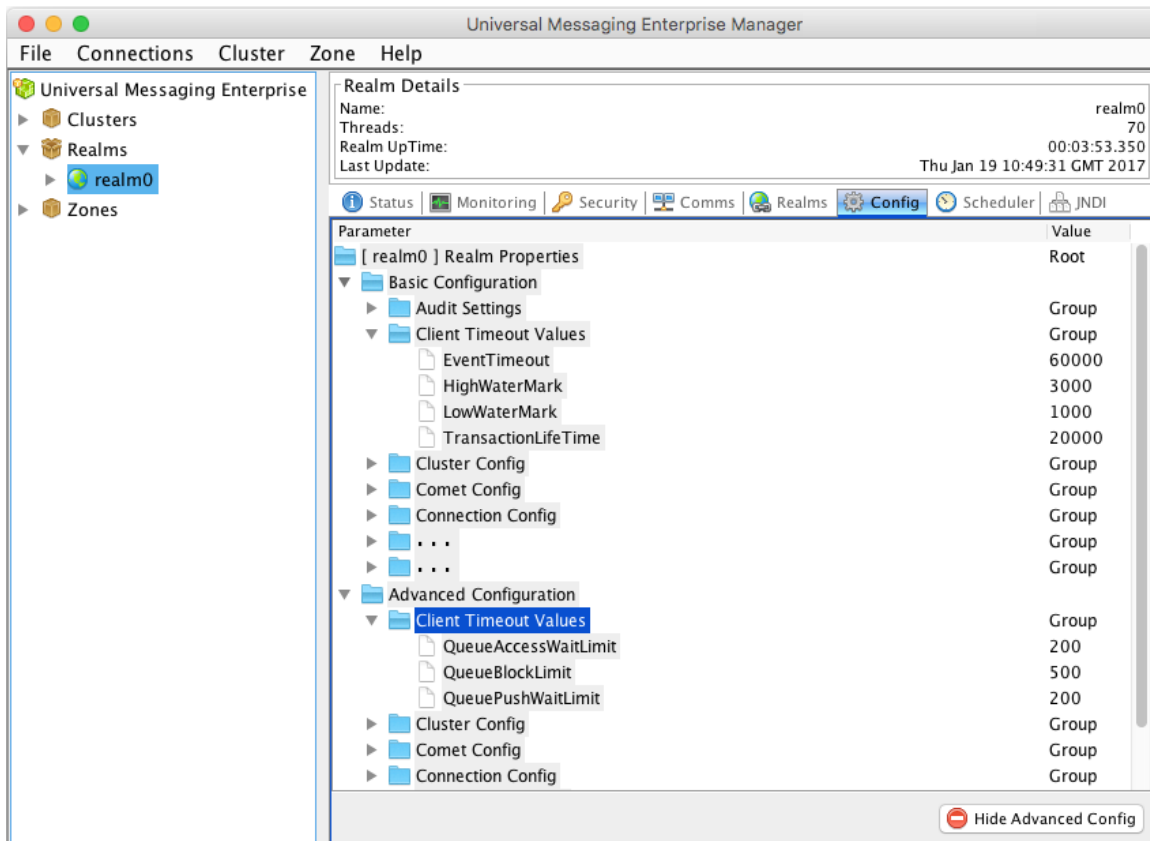 Universal Messaging Enterprise Manager
File Connections Cluster Zone Help
Universal Messaging Enterprise
Clusters
Realms
realm0
Zones
Realm Details
Name: realm0
Threads: 70
Realm UpTime: 00:03:53.350
Last Update: Thu Jan 19 10:49:31 GMT 2017
Status Monitoring Security Comms Realms Config Scheduler JNDI
Parameter Value
[ realm0 ] Realm Properties Root
Basic Configuration
Audit Settings Group
Client Timeout Values Group
EventTimeout 60000
HighWaterMark 3000
LowWaterMark 1000
TransactionLifeTime 20000
Cluster Config Group
Comet Config Group
Connection Config Group
... Group
... Group
Advanced Configuration
Client Timeout Values Group
QueueAccessWaitLimit 200
QueueBlockLimit 500
QueuePushWaitLimit 200
Cluster Config Group
Comet Config Group
Connection Config Group
Hide Advanced Config